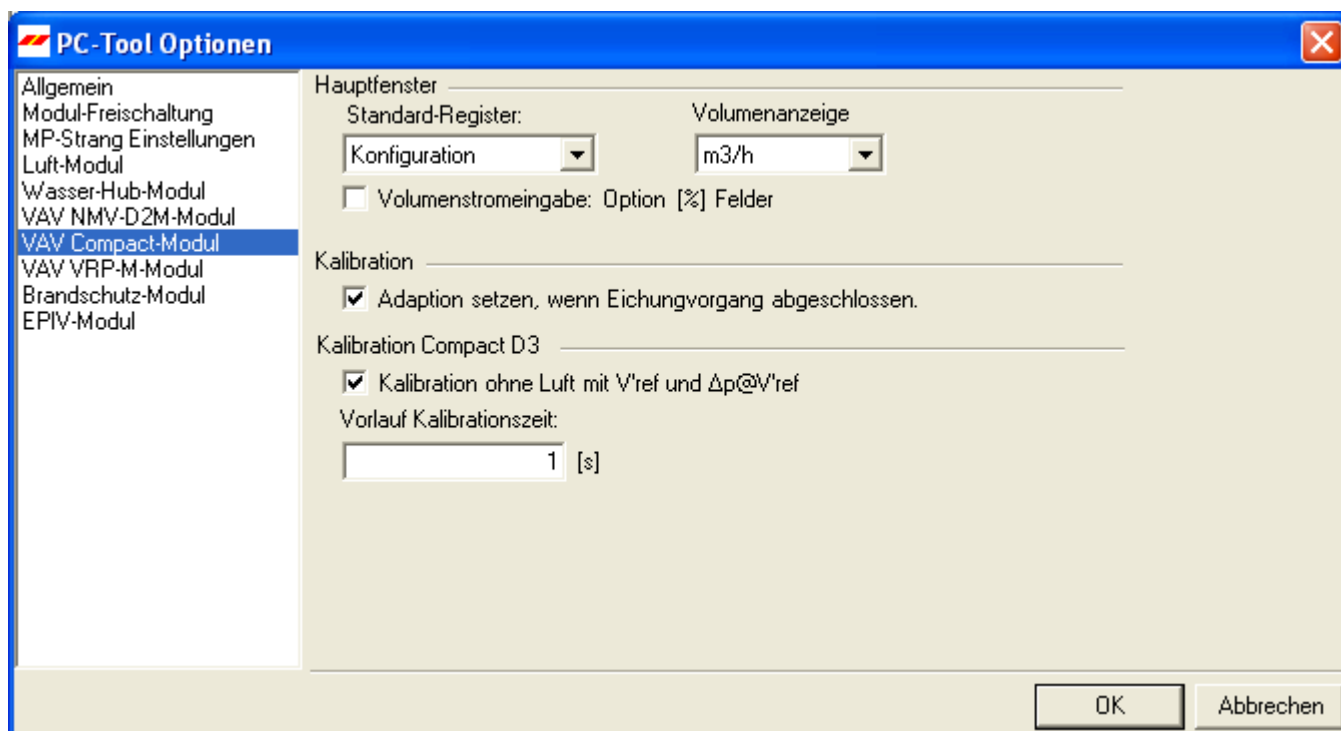 PC-Tool Optionen
Allgemein
Modul-Freischaltung
MP-Strang Einstellungen
Luft-Modul
Wasser-Hub-Modul
VAV NMV-D2M-Modul
VAV Compact-Modul
VAV VRP-M-Modul
Brandschutz-Modul
EPIV-Modul
Hauptfenster
Standard-Register: Volumenanzeige
Konfiguration m3/h
Volumenstromeingabe: Option [%] Felder
Kalibration
Adaption setzen, wenn Eichungvorgang abgeschlossen.
Kalibration Compact D3
Kalibration ohne Luft mit V'ref und Δp@V'ref
Vorlauf Kalibrationszeit:
1 [s]
OK Abbrechen